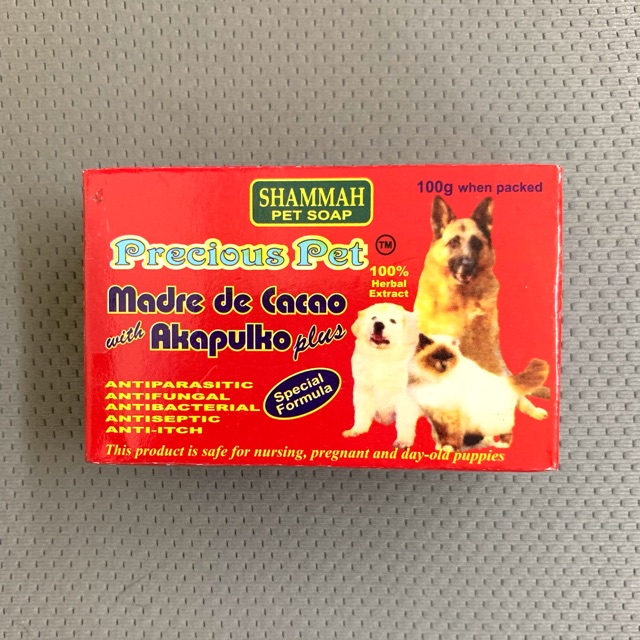 SHAMMAH
PET SOAP
100g when packed
Precious Pet TM
100%
Herbal
Extract
Madre de Cacao
with Akapulko plus
ANTIPARASITIC
ANTIFUNGAL
ANTIBACTERIAL
ANTISEPTIC
ANTI-ITCH
Special
Formula
This product is safe for nursing, pregnant and day-old puppies